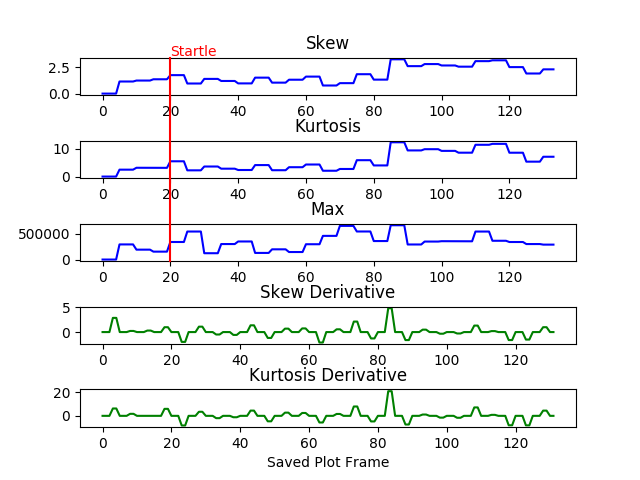 Startle
Skew
2.5
0.0
0 20 40 60 80 100 120
Kurtosis
10
0
0 20 40 60 80 100 120
Max
500000
0
0 20 40 60 80 100 120
Skew Derivative
5
0
0 20 40 60 80 100 120
Kurtosis Derivative
20
0
0 20 40 60 80 100 120
Saved Plot Frame